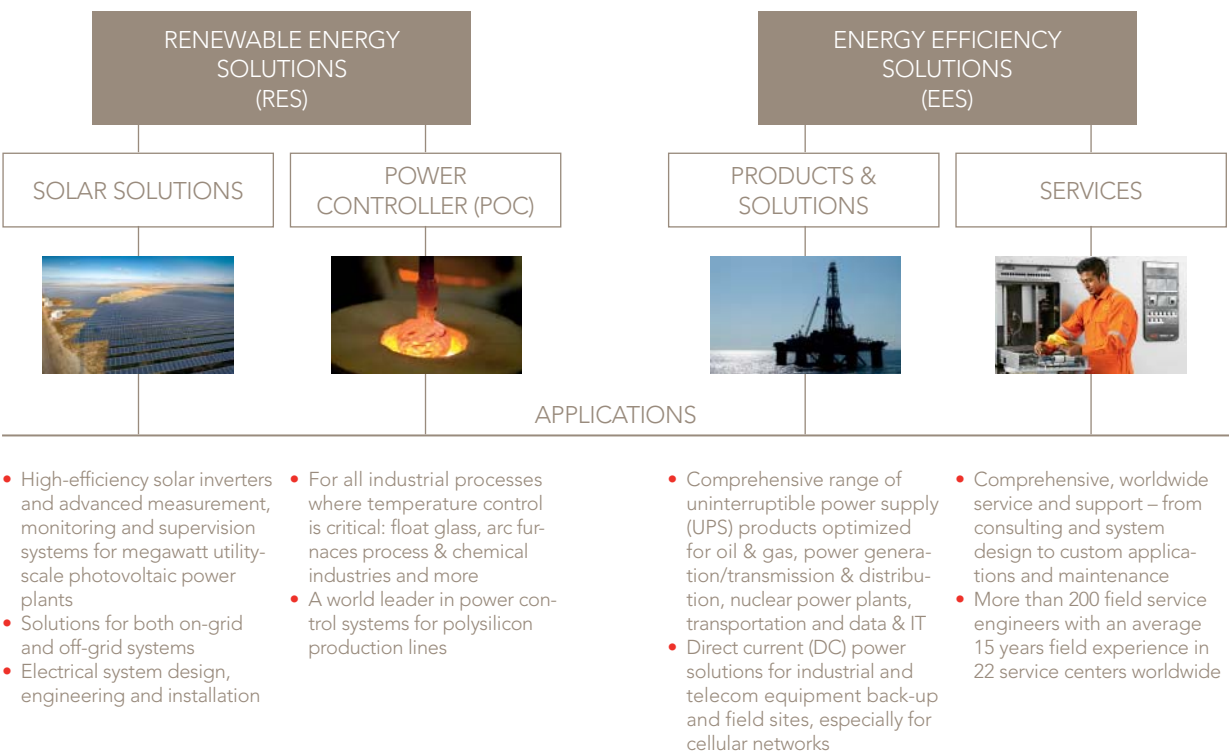 RENEWABLE ENERGY
SOLUTIONS
(RES)
ENERGY EFFICIENCY
SOLUTIONS
(EES)
SOLAR SOLUTIONS
POWER
CONTROLLER (POC)
PRODUCTS &
SOLUTIONS
SERVICES
APPLICATIONS
• High-efficiency solar inverters
and advanced measurement,
monitoring and supervision
systems for megawatt utility-
scale photovoltaic power
plants
• Solutions for both on-grid
and off-grid systems
• Electrical system design,
engineering and installation
• For all industrial processes
where temperature control
is critical: float glass, arc fur-
naces process & chemical
industries and more
• A world leader in power con-
trol systems for polysilicon
production lines
• Comprehensive range of
uninterruptible power supply
(UPS) products optimized
for oil & gas, power genera-
tion/transmission & distribu-
tion, nuclear power plants,
transportation and data & IT
• Direct current (DC) power
solutions for industrial and
telecom equipment back-up
and field sites, especially for
cellular networks
• Comprehensive, worldwide
service and support – from
consulting and system
design to custom applica-
tions and maintenance
• More than 200 field service
engineers with an average
15 years field experience in
22 service centers worldwide